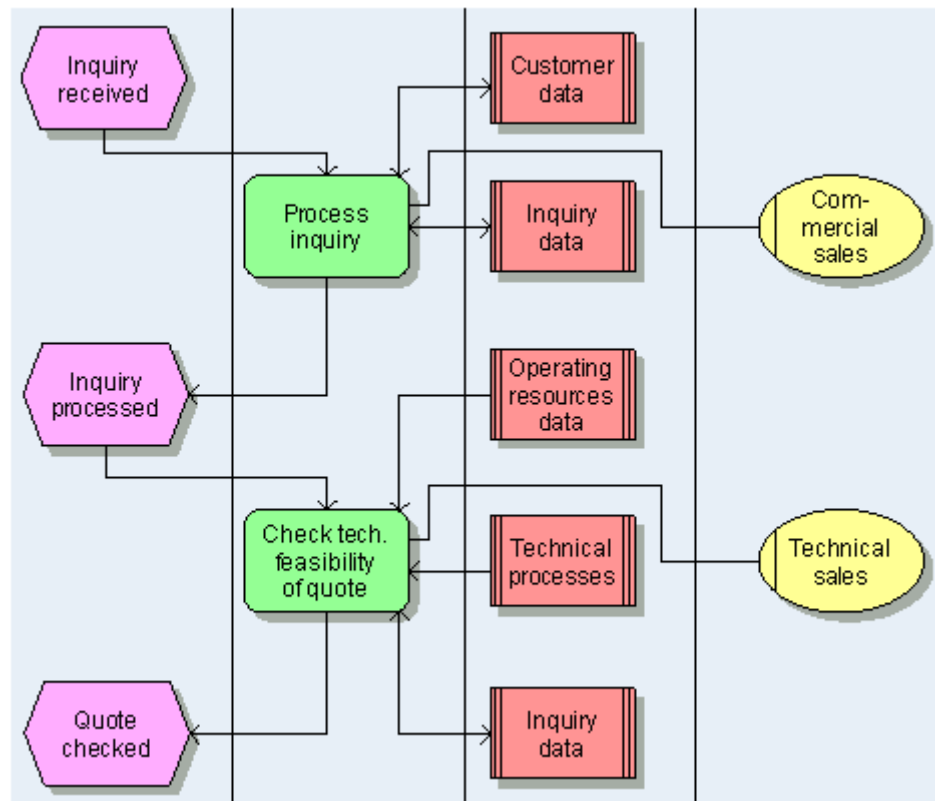 Inquiry
received
Customer
data
Process
inquiry
Inquiry
data
Com-
mercial
sales
Inquiry
processed
Operating
resources
data
Check tech.
feasibility
of quote
Technical
processes
Technical
sales
Quote
checked
Inquiry
data